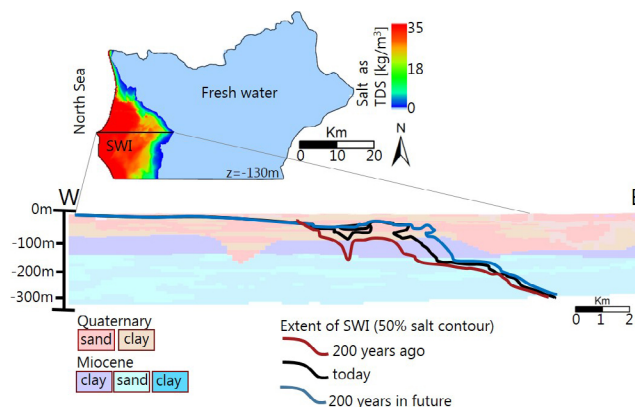 North Sea
Fresh water
SWI
z=-130m
Salt as
TDS [kg/m³]
35
15
0
Km
0 10 20
N
W
E
0m
-100m
-200m
-300m
Km
0 1 2
Quaternary
sand clay
Miocene
clay sand clay
Extent of SWI (50% salt contour)
200 years ago
today
200 years in future